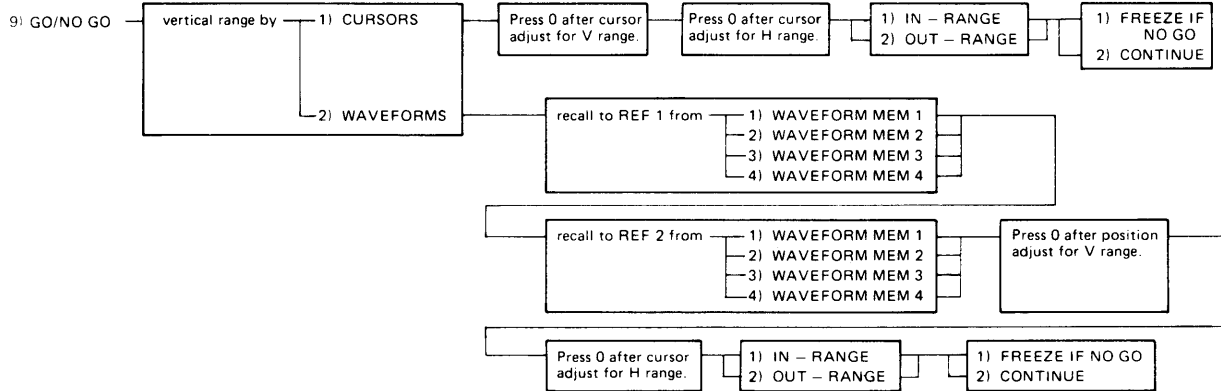 9) GO/NO GO
vertical range by
1) CURSORS
2) WAVEFORMS
Press 0 after cursor
adjust for V range.
Press 0 after cursor
adjust for H range.
1) IN – RANGE
2) OUT – RANGE
1) FREEZE IF
NO GO
2) CONTINUE
recall to REF 1 from
1) WAVEFORM MEM 1
2) WAVEFORM MEM 2
3) WAVEFORM MEM 3
4) WAVEFORM MEM 4
recall to REF 2 from
1) WAVEFORM MEM 1
2) WAVEFORM MEM 2
3) WAVEFORM MEM 3
4) WAVEFORM MEM 4
Press 0 after position
adjust for V range.
Press 0 after cursor
adjust for H range.
1) IN – RANGE
2) OUT – RANGE
1) FREEZE IF NO GO
2) CONTINUE